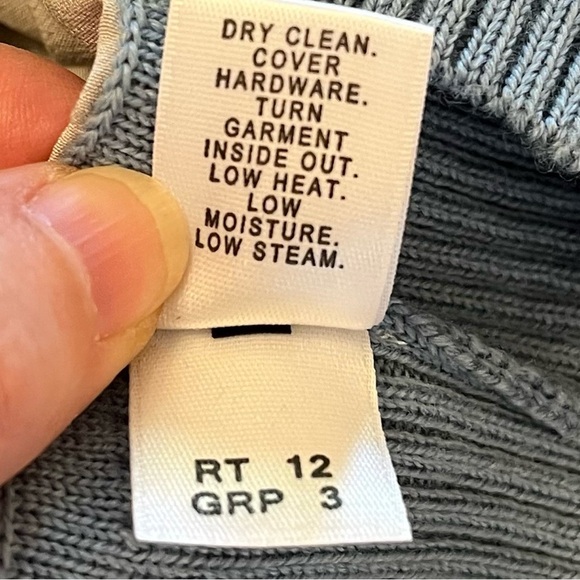 DRY CLEAN.
COVER
HARDWARE.
TURN
GARMENT
INSIDE OUT.
LOW HEAT.
LOW
MOISTURE.
LOW STEAM.
RT 12
GRP 3